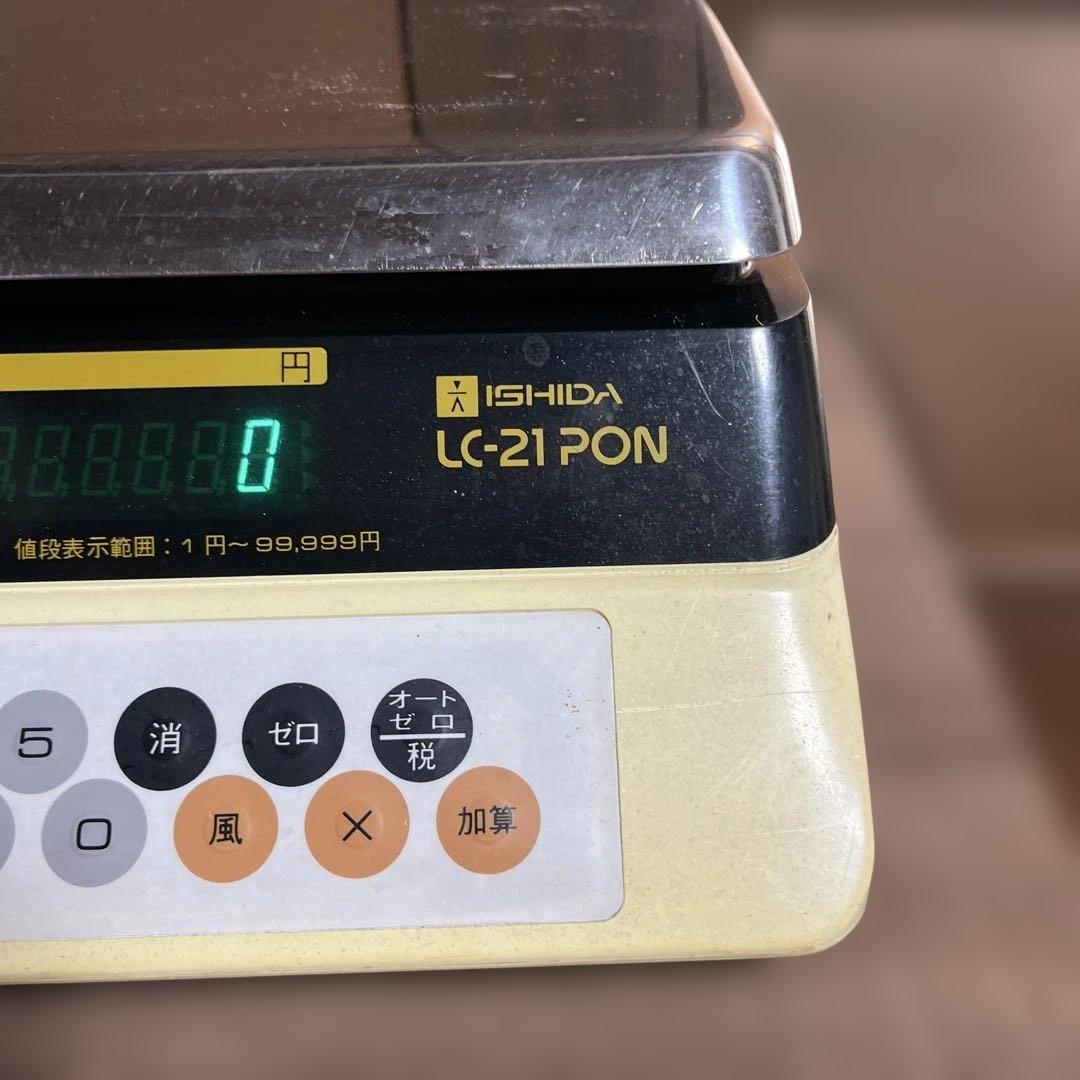 円
ISHIDA
0
LC-21 PON
値段表示範囲：1 円～99,999円
5
消
ゼロ
オート
ゼロ
税
0
風
×
加算